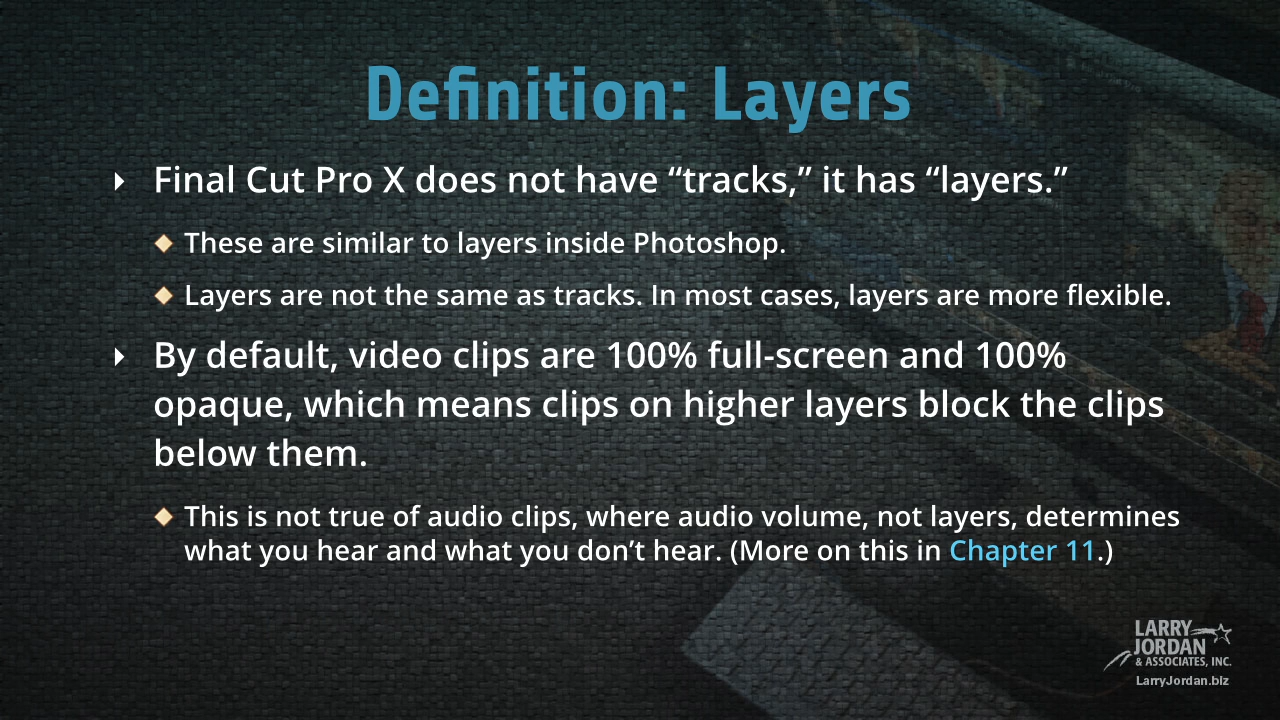 Definition: Layers
Final Cut Pro X does not have “tracks,” it has “layers.”
These are similar to layers inside Photoshop.
Layers are not the same as tracks. In most cases, layers are more flexible.
By default, video clips are 100% full-screen and 100%
opaque, which means clips on higher layers block the clips
below them.
This is not true of audio clips, where audio volume, not layers, determines
what you hear and what you don’t hear. (More on this in Chapter 11.)
LARRY
JORDAN
& ASSOCIATES, INC.
LarryJordan.biz